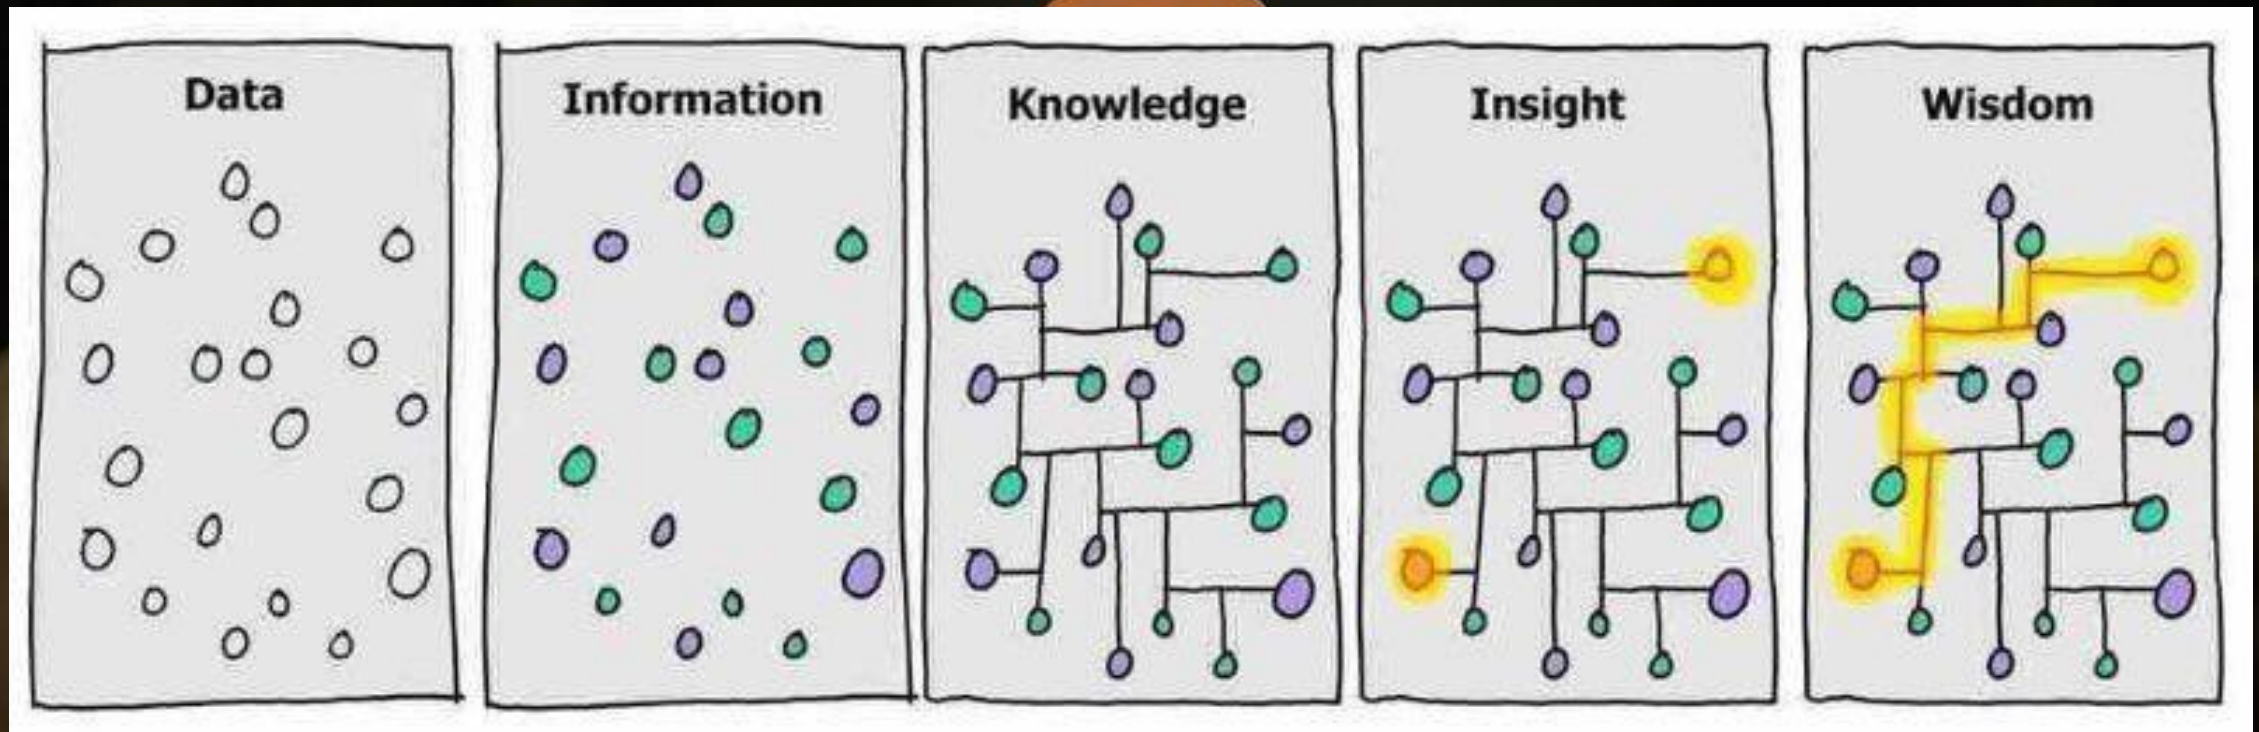 Data
Information
Knowledge
Insight
Wisdom